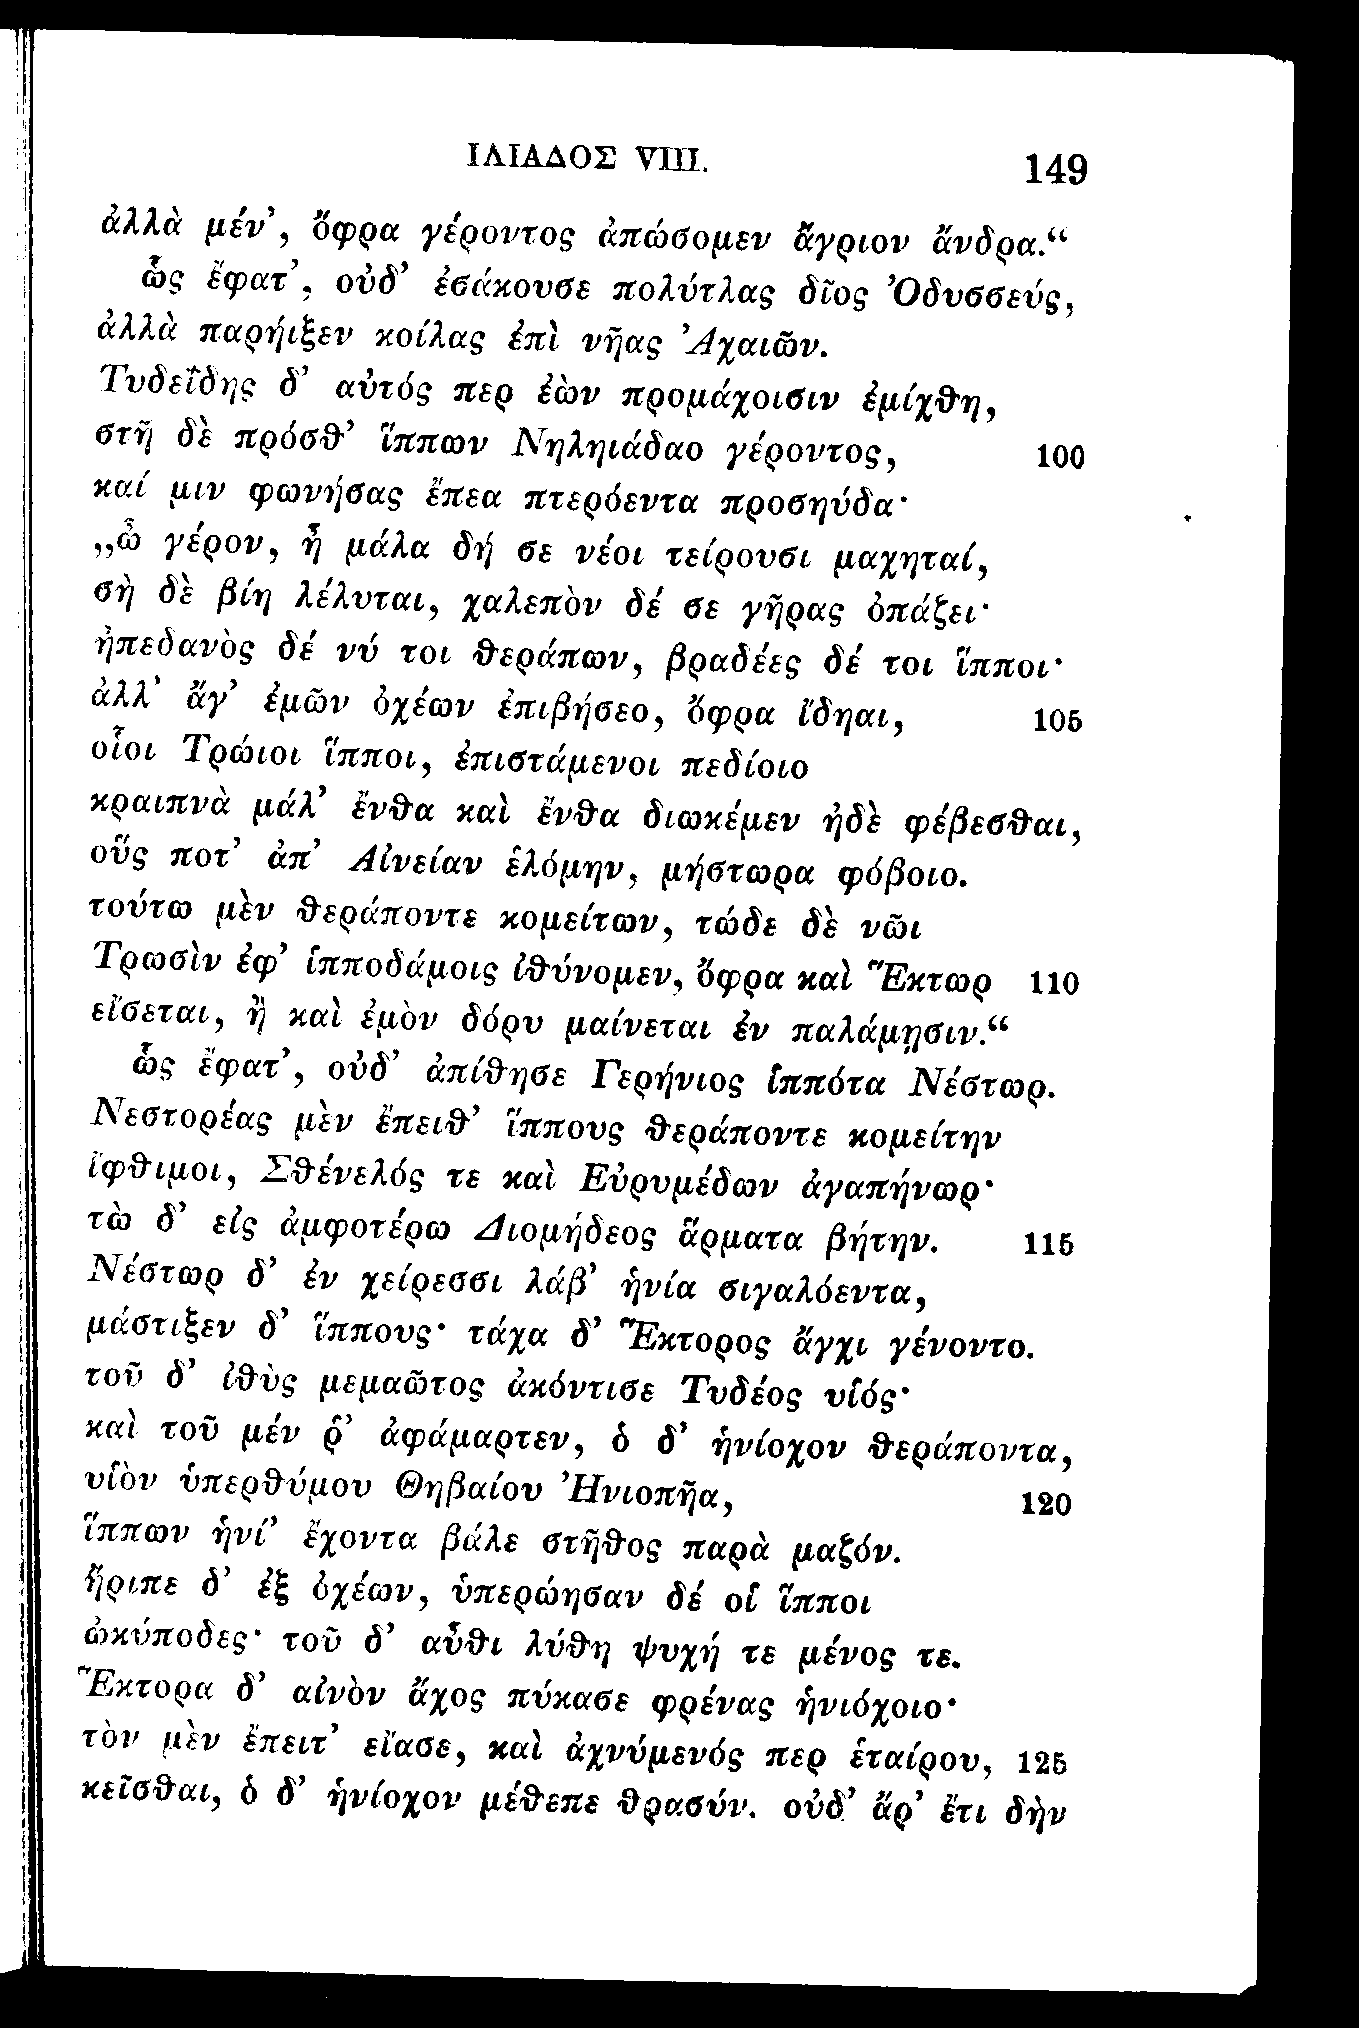 ΙΛΙΑΔΟΣ VIII. 149
ἀλλὰ μέν’, ὄφρα γέροντος ἀπώσομεν ἄγριον ἄνδρα.“
ὣς ἔφατ’, οὐδ’ ἐσάκουσε πολύτλας δῖος Ὀδυσσεύς,
ἀλλὰ παρήιξεν κοίλας ἐπὶ νῆας Ἀχαιῶν.
Τυδεΐδης δ’ αὐτός περ ἐὼν προμάχοισιν ἐμίχθη,
στῆ δὲ πρόσθ’ ἵππων Νηληιάδαο γέροντος, 100
καί μιν φωνήσας ἔπεα πτερόεντα προσηύδα·
„ὦ γέρον, ἦ μάλα δή σε νέοι τείρουσι μαχηταί,
σὴ δὲ βίη λέλυται, χαλεπὸν δέ σε γῆρας ὀπάζει·
ἠπεδανὸς δέ νύ τοι θεράπων, βραδέες δέ τοι ἵπποι·
ἀλλ’ ἄγ’ ἐμῶν ὀχέων ἐπιβήσεο, ὄφρα ἴδηαι, 105
οἷοι Τρώιοι ἵπποι, ἐπιστάμενοι πεδίοιο
κραιπνὰ μάλ’ ἔνθα καὶ ἔνθα διωκέμεν ἠδὲ φέβεσθαι,
οὕς ποτ’ ἀπ’ Αἰνείαν ἑλόμην, μήστωρα φόβοιο.
τούτω μὲν θεράποντε κομείτων, τώδε δὲ νῶι
Τρωσὶν ἐφ’ ἱπποδάμοις ἰθύνομεν, ὄφρα καὶ Ἕκτωρ 110
εἴσεται, ἢ καὶ ἐμὸν δόρυ μαίνεται ἐν παλάμῃσιν.“
ὣς ἔφατ’, οὐδ’ ἀπίθησε Γερήνιος ἱππότα Νέστωρ.
Νεστορέας μὲν ἔπειθ’ ἵππους θεράποντε κομείτην
ἴφθιμοι, Σθένελός τε καὶ Εὐρυμέδων ἀγαπήνωρ·
τὼ δ’ εἰς ἀμφοτέρω Διομήδεος ἅρματα βήτην. 115
Νέστωρ δ’ ἐν χείρεσσι λάβ’ ἡνία σιγαλόεντα,
μάστιξεν δ’ ἵππους· τάχα δ’ Ἕκτορος ἄγχι γένοντο.
τοῦ δ’ ἰθὺς μεμαῶτος ἀκόντισε Τυδέος υἱός·
καὶ τοῦ μέν ῥ’ ἀφάμαρτεν, ὁ δ’ ἡνίοχον θεράποντα,
υἱὸν ὑπερθύμου Θηβαίου Ἠνιοπῆα, 120
ἵππων ἡνί’ ἔχοντα βάλε στῆθος παρὰ μαζόν.
ἤριπε δ’ ἐξ ὀχέων, ὑπερώησαν δέ οἱ ἵπποι
ὠκύποδες· τοῦ δ’ αὖθι λύθη ψυχή τε μένος τε.
Ἕκτορα δ’ αἰνὸν ἄχος πύκασε φρένας ἡνιόχοιο·
τὸν μὲν ἔπειτ’ εἴασε, καὶ ἀχνύμενός περ ἑταίρου, 125
κεῖσθαι, ὁ δ’ ἡνίοχον μέθεπε θρασύν. οὐδ’ ἄρ’ ἔτι δὴν